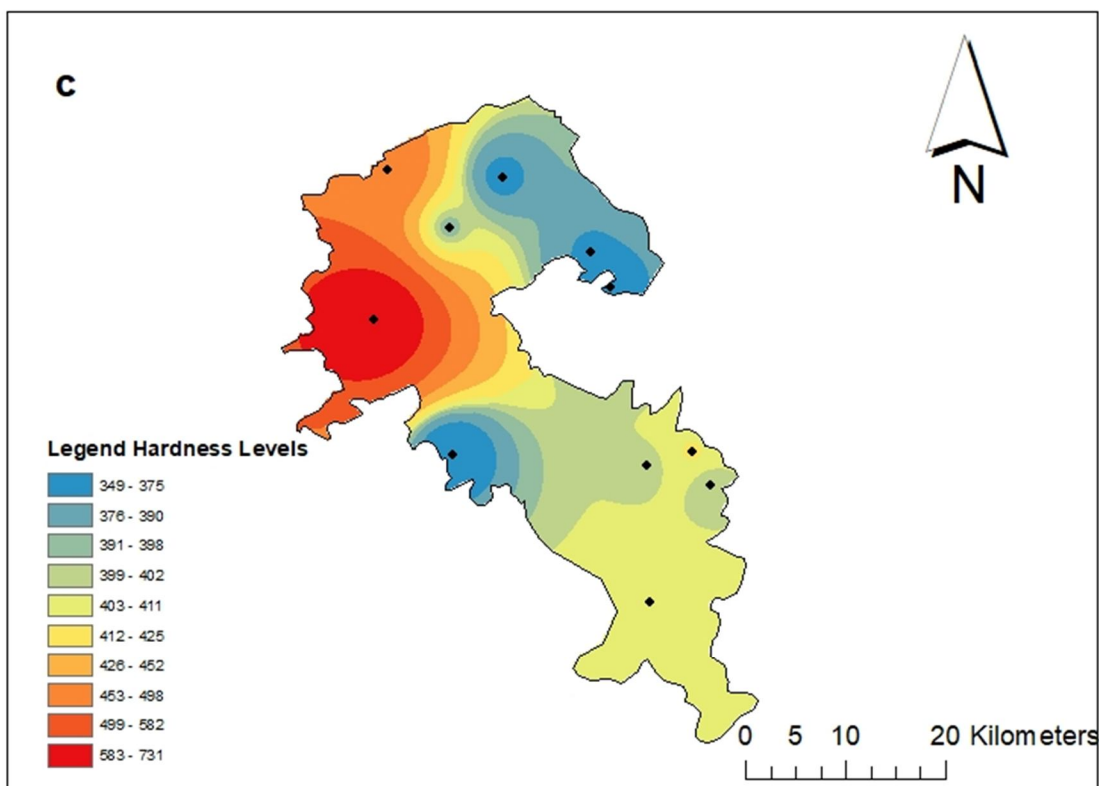 c
N
Legend Hardness Levels
349 - 375
376 - 390
391 - 398
399 - 402
403 - 411
412 - 425
426 - 452
453 - 498
499 - 582
583 - 731
0 5 10 20 Kilometers